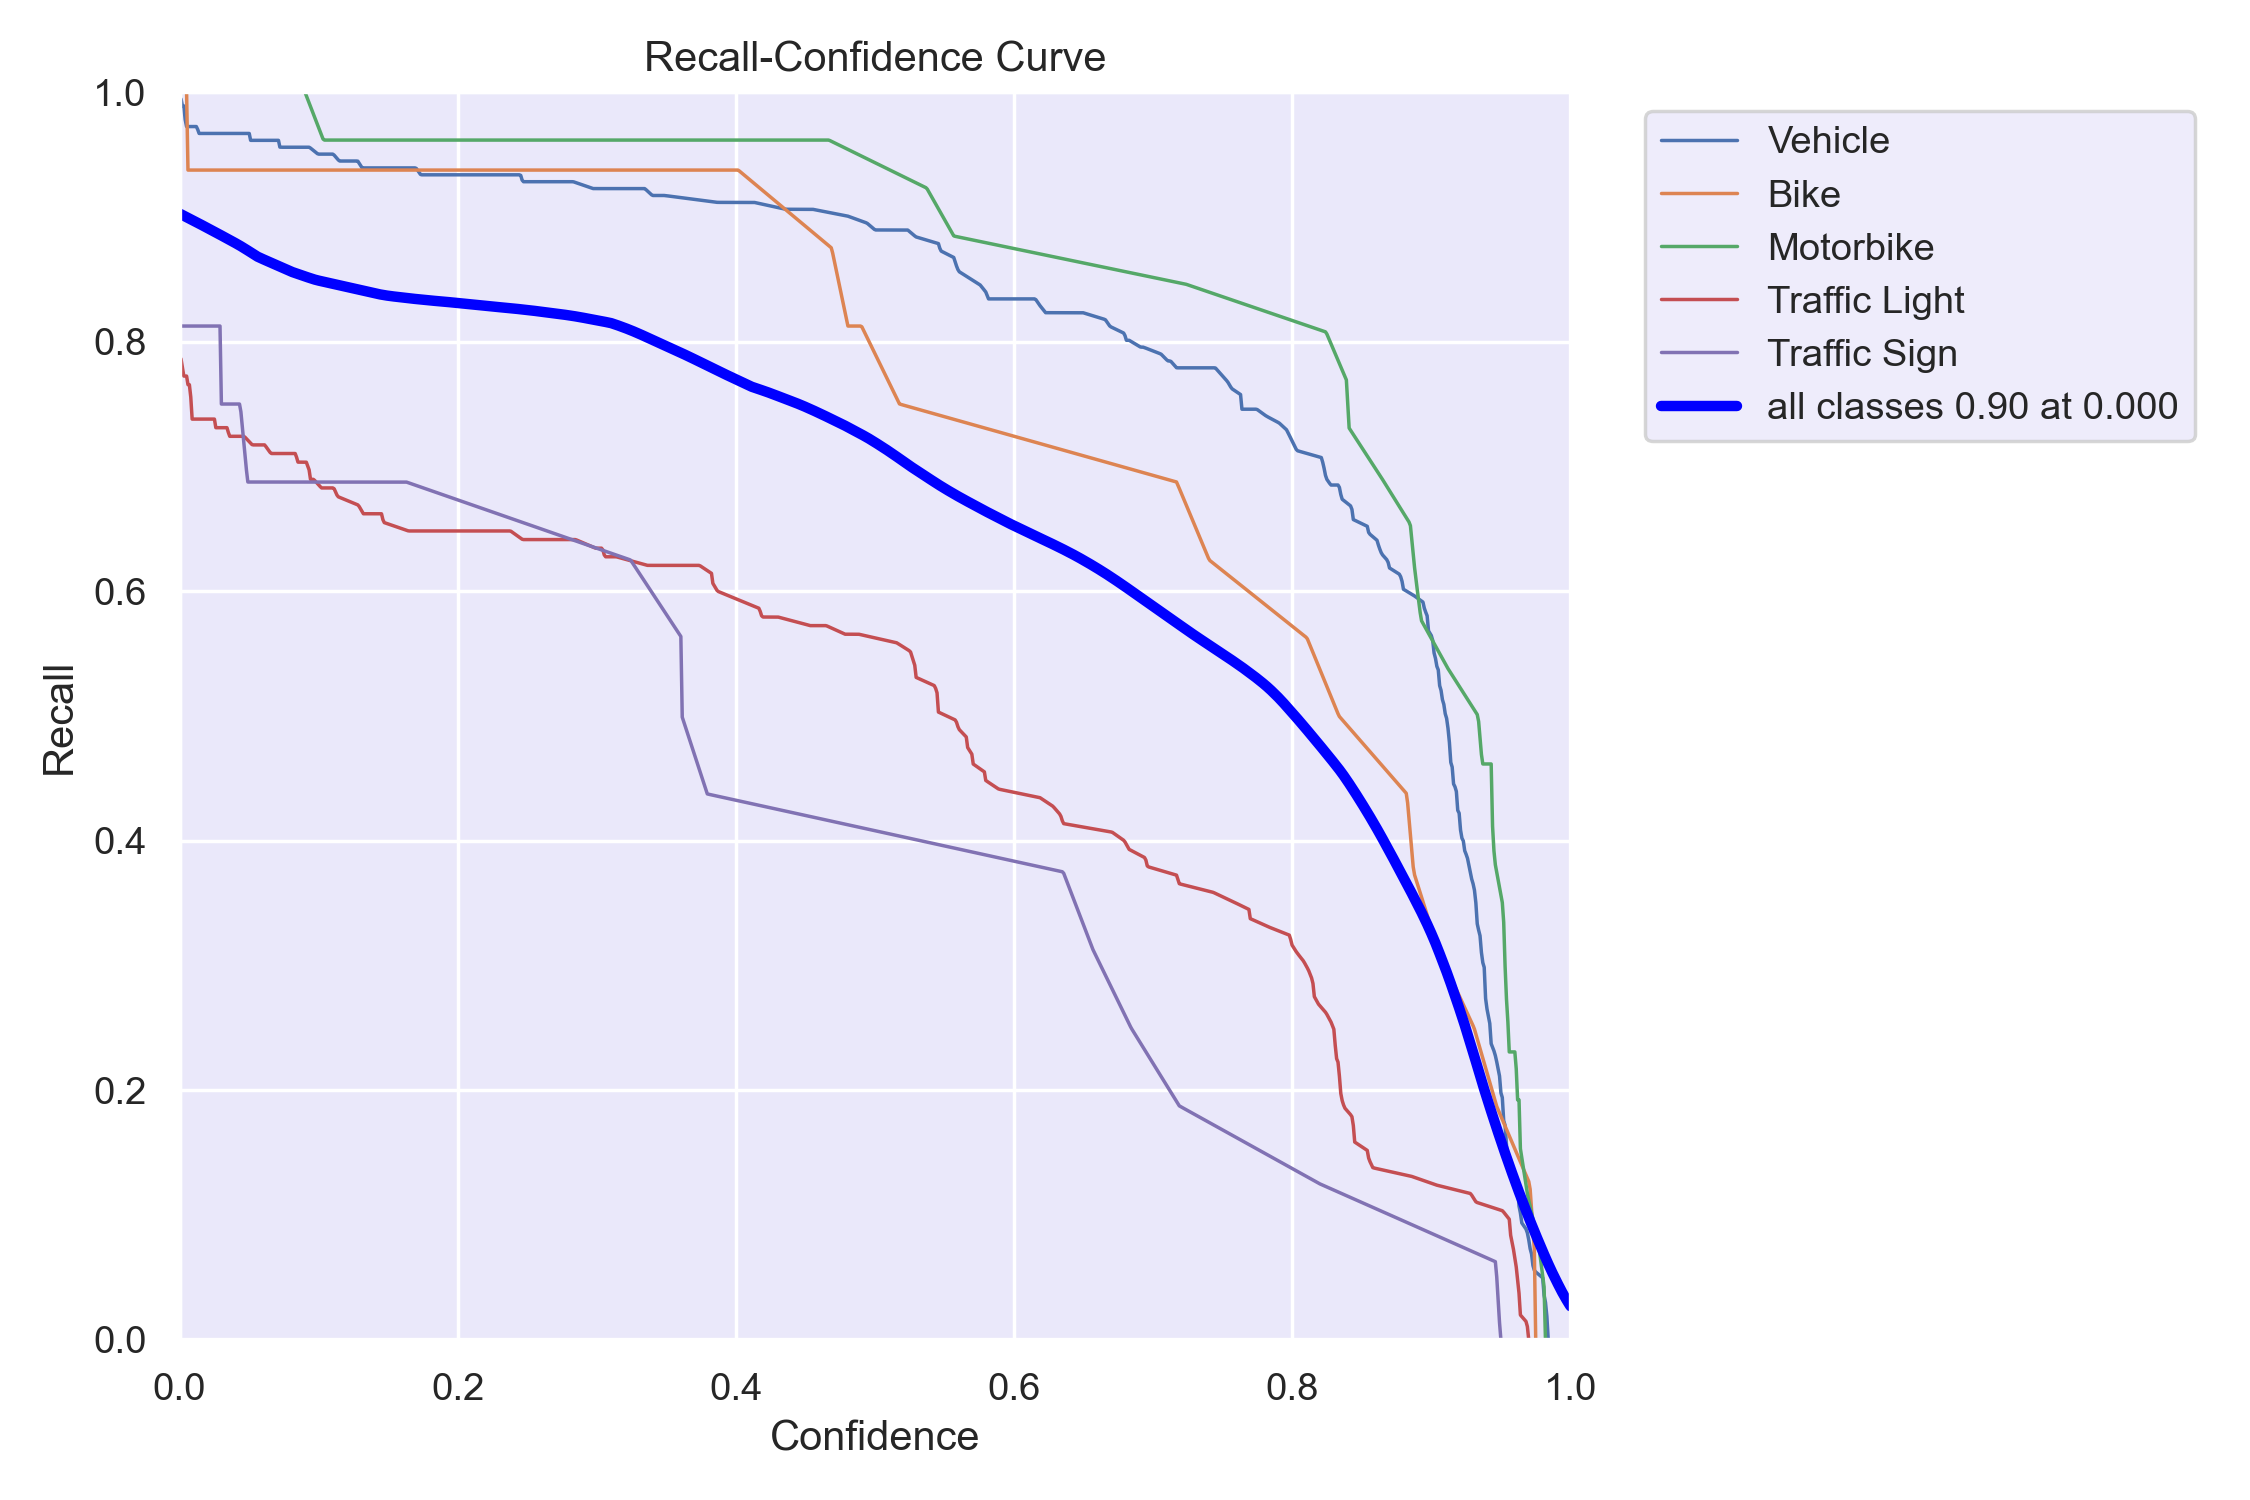 Recall-Confidence Curve
1.0
0.8
0.6
0.4
0.2
0.0
Recall
0.0 0.2 0.4 0.6 0.8 1.0
Confidence
Vehicle
Bike
Motorbike
Traffic Light
Traffic Sign
all classes 0.90 at 0.000